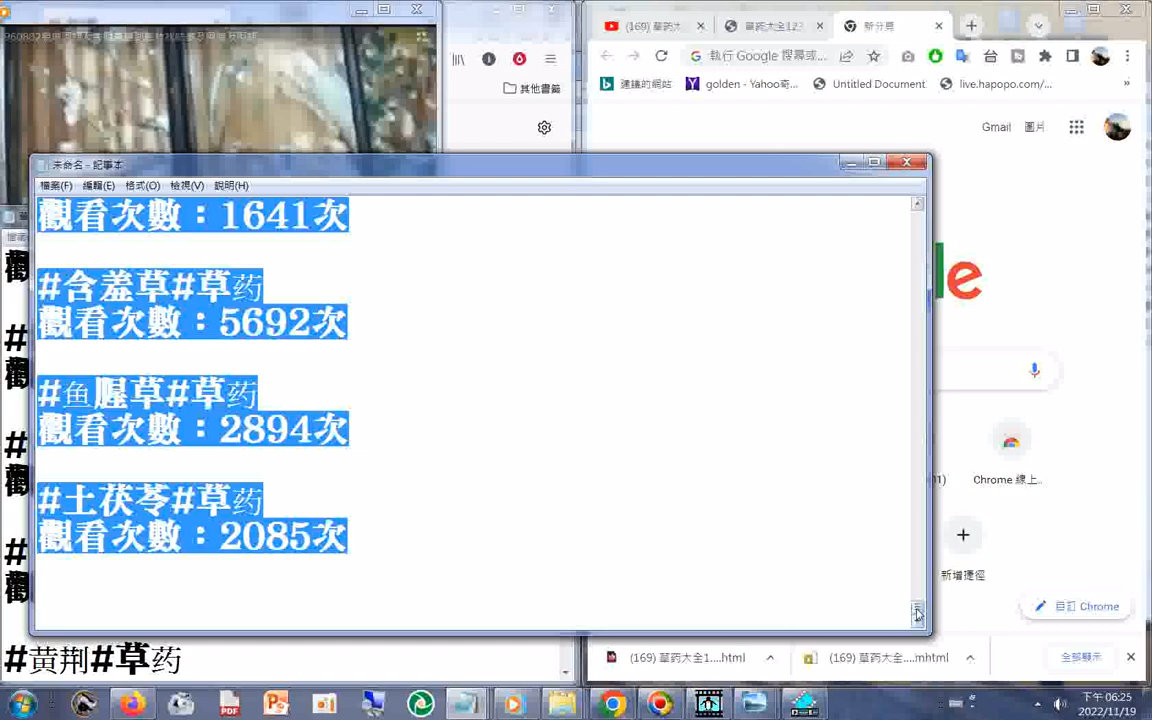 (169) 草药大
草药大全123
新分頁
執行 Google 搜尋或...
其他書籤
建議的網站
golden - Yahoo奇...
Untitled Document
live.hapopo.com/...
Gmail
圖片
未命名 - 記事本
檔案(F) 編輯(E) 格式(O) 檢視(V) 說明(H)
觀看次數：1641次
#含羞草#草药
觀看次數：5692次
#鱼腥草#草药
觀看次數：2894次
#土茯苓#草药
觀看次數：2085次
#黄荆#草药
Chrome 線上...
新增捷徑
自訂 Chrome
(169) 草药大全1....html
(169) 草药大全....mhtml
全部顯示
下午 06:25
2022/11/19